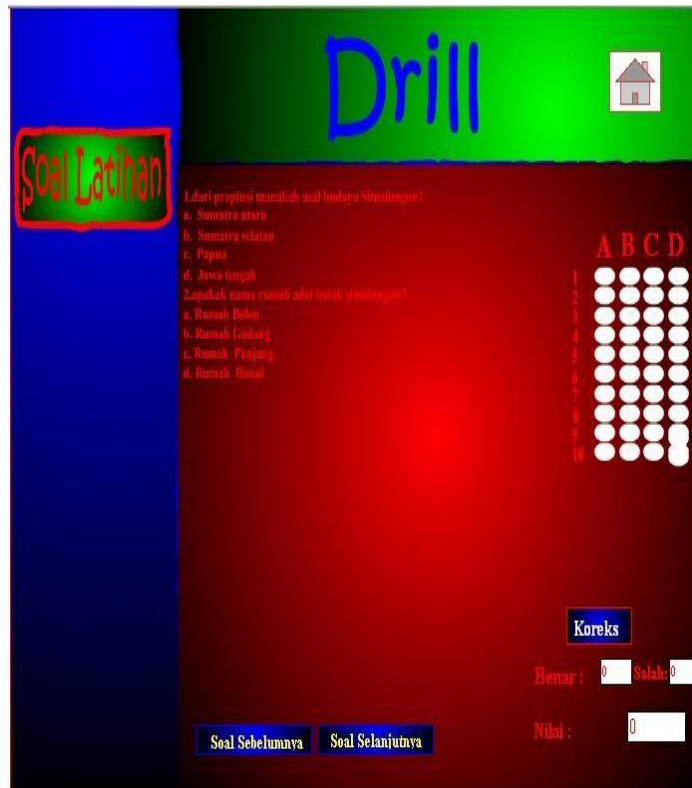 Drill
Soal Latihan
1.dari propinsi manakah asal budaya Simalungun?
a. Sumatra utara
b. Sumatra selatan
c. Papua
d. Jawa tengah
2.apakak nama rumah adat batak simalungun?
a. Rumah Bolon
b. Rumah Gadang
c. Rumah Panjang
d. Rumah Honai
A B C D
1
2
3
4
5
6
7
8
9
10
Koreks
Benar : 0 Salah: 0
Nilai : 0
Soal Sebelumnya Soal Selanjutnya